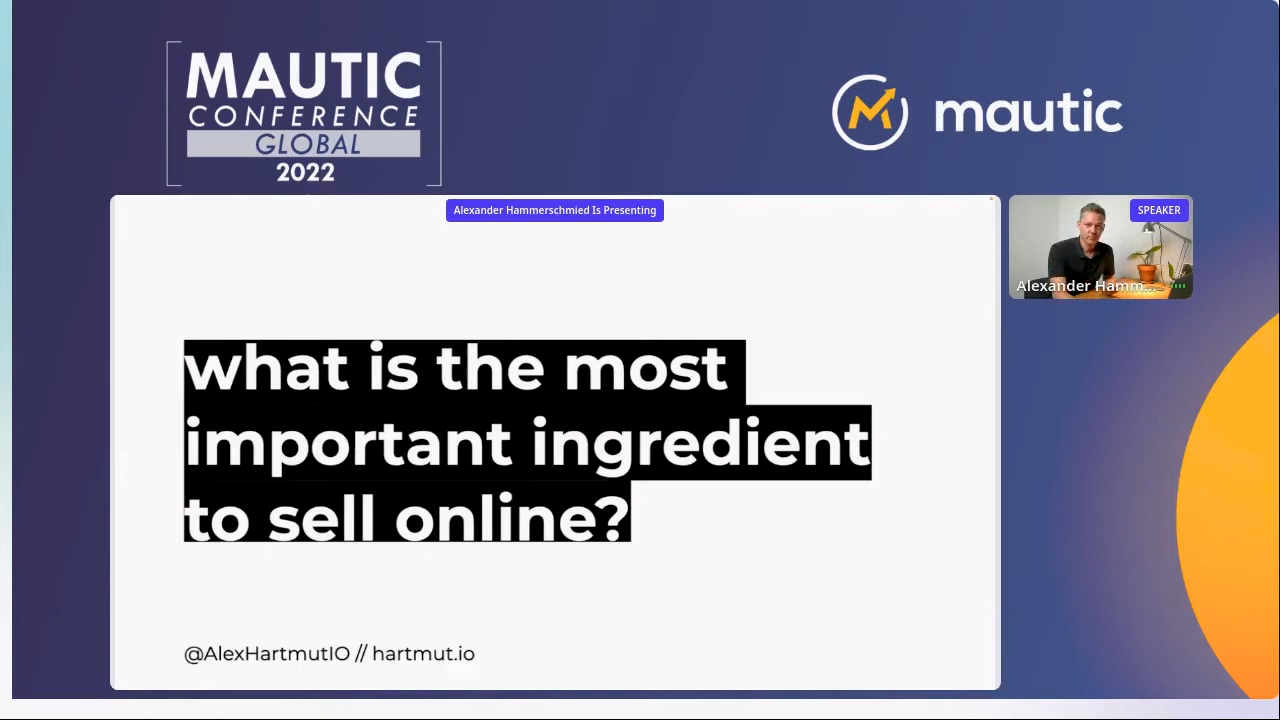 MAUTIC
CONFERENCE
GLOBAL
2022
mautic
Alexander Hammerschmied Is Presenting
SPEAKER
Alexander Hamm...
what is the most
important ingredient
to sell online?
@AlexHartmutIO // hartmut.io